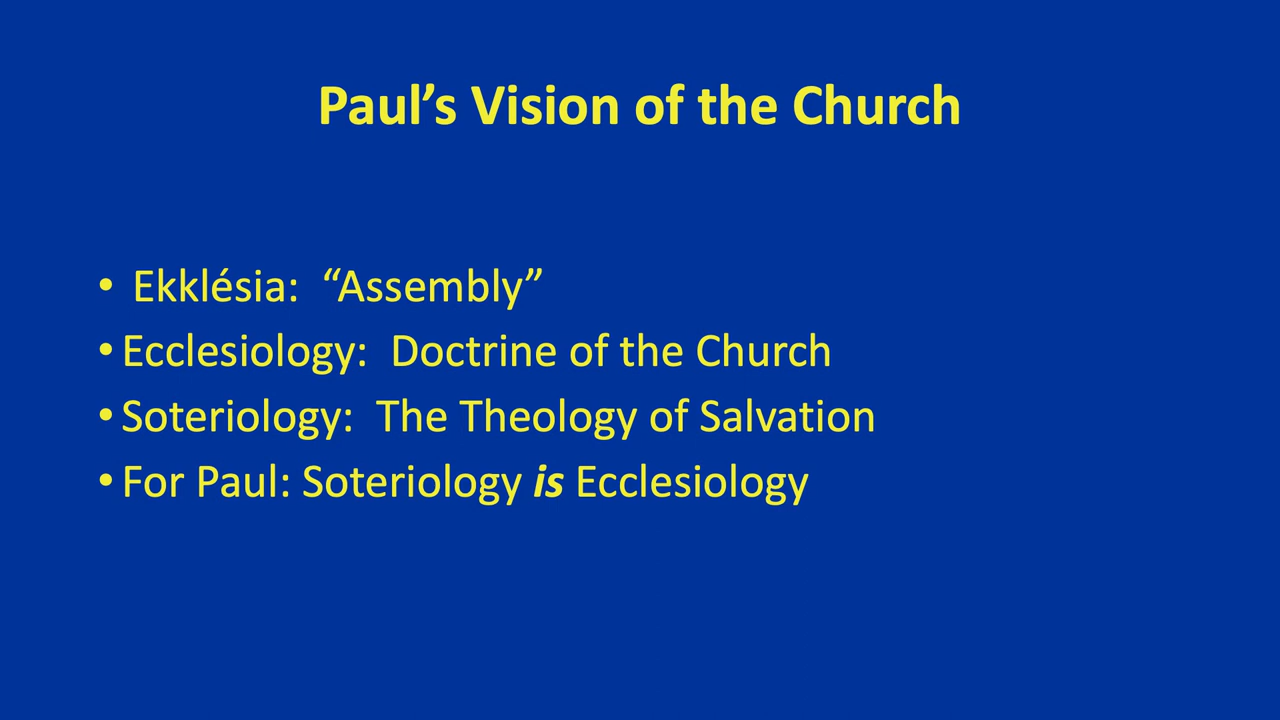 Paul’s Vision of the Church
• Ekklésia: “Assembly”
• Ecclesiology: Doctrine of the Church
• Soteriology: The Theology of Salvation
• For Paul: Soteriology is Ecclesiology